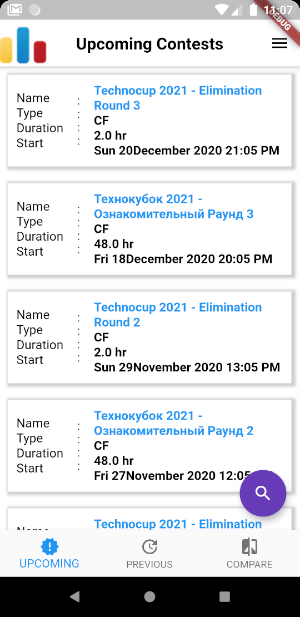 11:07
DEBUG
Upcoming Contests
Name : Technocup 2021 - Elimination
Round 3
Type : CF
Duration : 2.0 hr
Start : Sun 20December 2020 21:05 PM
Name : Технокубок 2021 -
Ознакомительный Раунд 3
Type : CF
Duration : 48.0 hr
Start : Fri 18December 2020 20:05 PM
Name : Technocup 2021 - Elimination
Round 2
Type : CF
Duration : 2.0 hr
Start : Sun 29November 2020 13:05 PM
Name : Технокубок 2021 -
Ознакомительный Раунд 2
Type : CF
Duration : 48.0 hr
Start : Fri 27November 2020 12:05
Name : Technocup 2021 - Elimination
UPCOMING
PREVIOUS
COMPARE